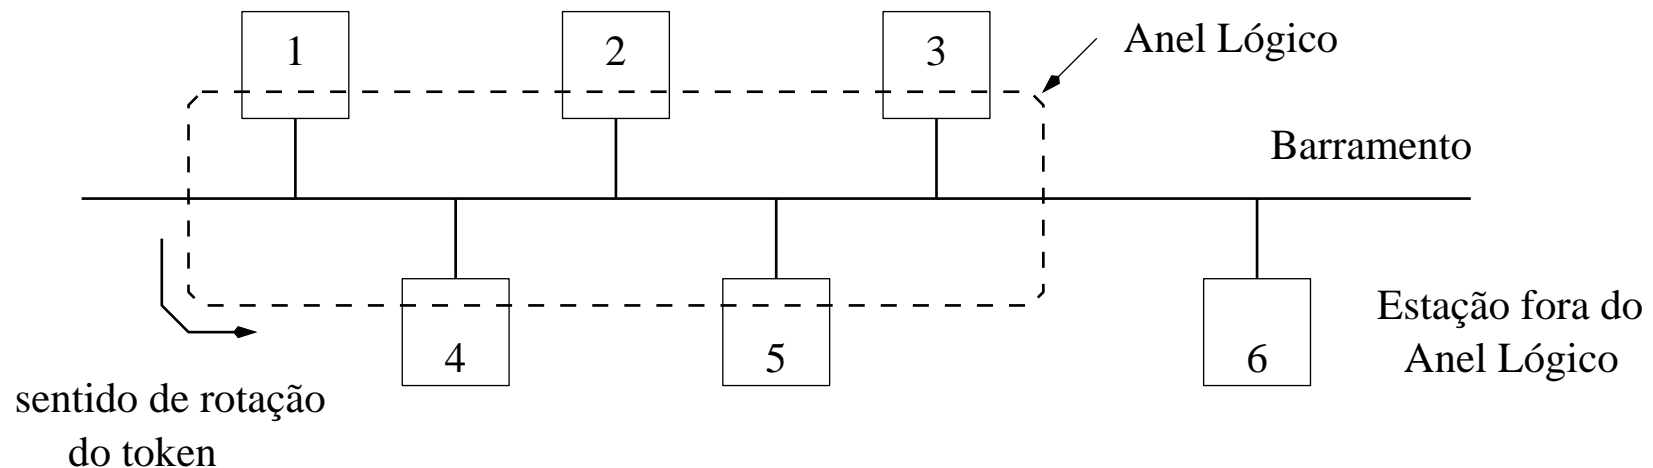 1
2
3
Anel Lógico
Barramento
4
5
6
Estação fora do
Anel Lógico
sentido de rotação
do token